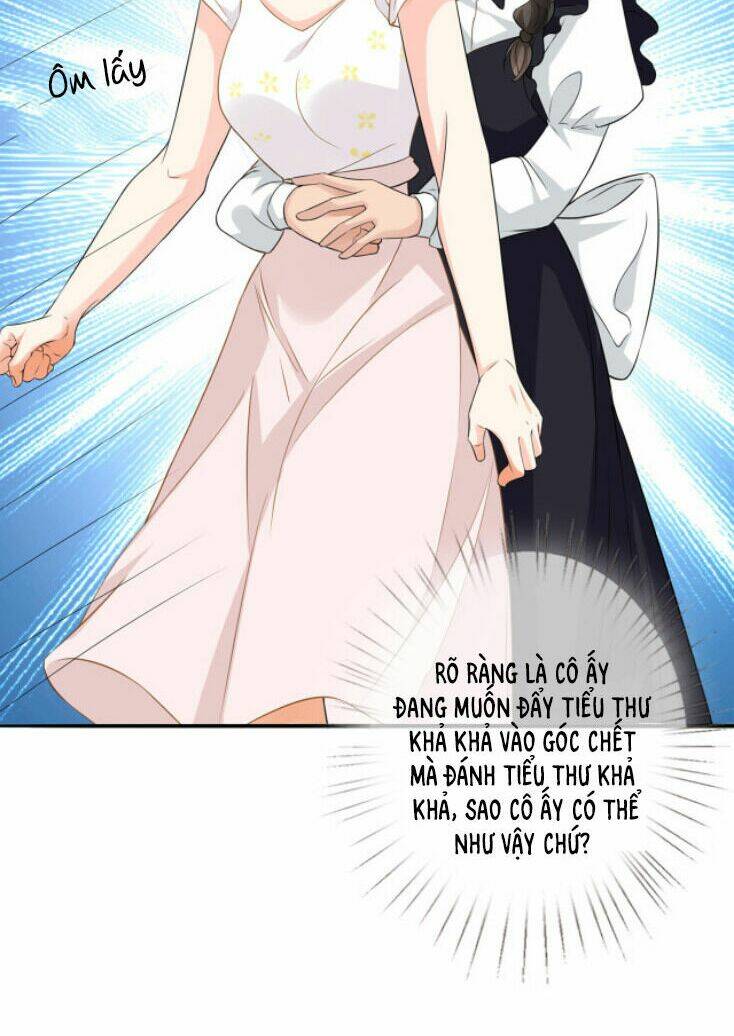 Ôm lấy
RÕ RÀNG LÀ CÔ ẤY
ĐANG MUỐN ĐẨY TIỂU THƯ
KHẢ KHẢ VÀO GÓC CHẾT
MÀ ĐÁNH TIỂU THƯ KHẢ
KHẢ, SAO CÔ ẤY CÓ THỂ
NHƯ VẬY CHỨ?